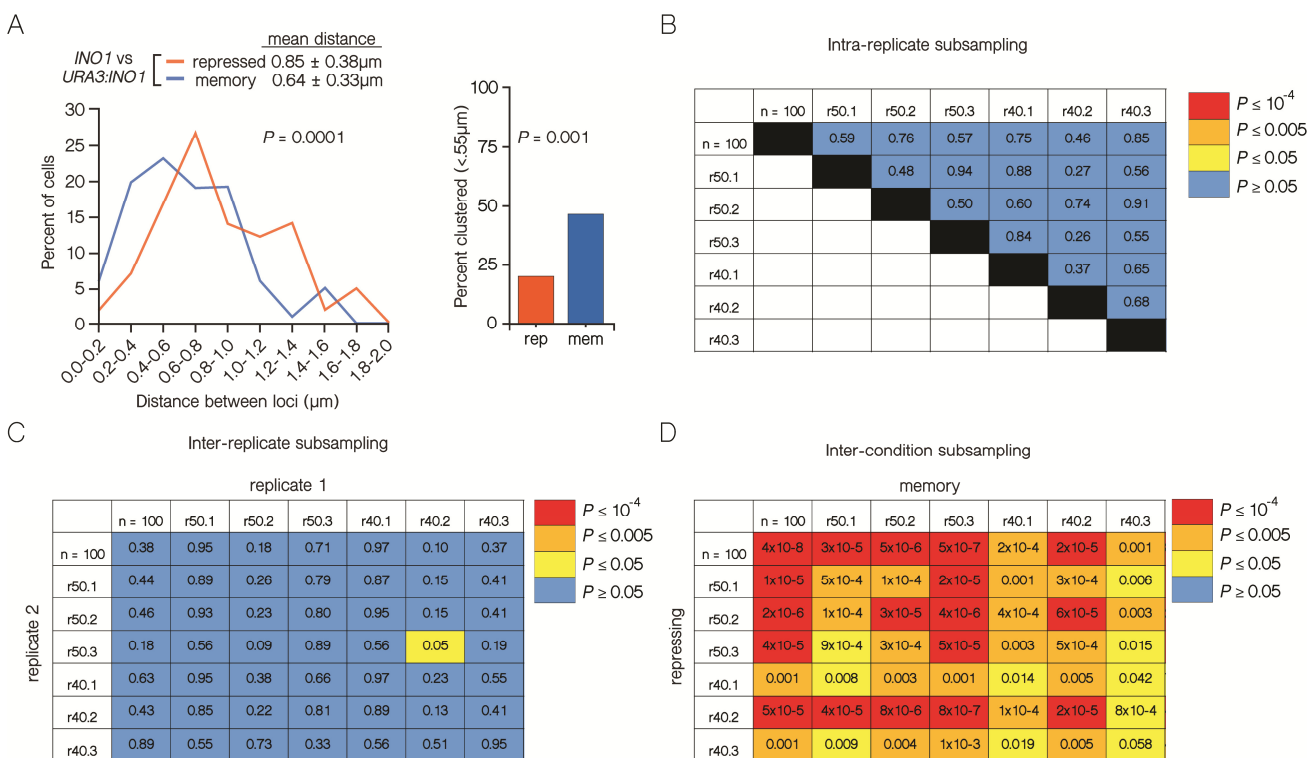 A
mean distance
INO1 vs
URA3:INO1
repressed 0.85 ± 0.38µm
memory 0.64 ± 0.33µm
30
25
20
15
10
5
0
Percent of cells
P = 0.0001
0.0-0.2
0.2-0.4
0.4-0.6
0.6-0.8
0.8-1.0
1.0-1.2
1.2-1.4
1.4-1.6
1.6-1.8
1.8-2.0
Distance between loci (µm)
100
75
50
25
0
Percent clustered (<.55µm)
P = 0.001
rep mem
B
Intra-replicate subsampling
n = 100 r50.1 r50.2 r50.3 r40.1 r40.2 r40.3
n = 100 0.59 0.76 0.57 0.75 0.46 0.85
r50.1 0.48 0.94 0.88 0.27 0.56
r50.2 0.50 0.60 0.74 0.91
r50.3 0.84 0.26 0.55
r40.1 0.37 0.65
r40.2 0.68
r40.3
P ≤ 10-4
P ≤ 0.005
P ≤ 0.05
P ≥ 0.05
C
Inter-replicate subsampling
replicate 1
replicate 2
n = 100 r50.1 r50.2 r50.3 r40.1 r40.2 r40.3
n = 100 0.38 0.95 0.18 0.71 0.97 0.10 0.37
r50.1 0.44 0.89 0.26 0.79 0.87 0.15 0.41
r50.2 0.46 0.93 0.23 0.80 0.95 0.15 0.41
r50.3 0.18 0.56 0.09 0.89 0.56 0.05 0.19
r40.1 0.63 0.95 0.38 0.66 0.97 0.23 0.55
r40.2 0.43 0.85 0.22 0.81 0.89 0.13 0.41
r40.3 0.89 0.55 0.73 0.33 0.56 0.51 0.95
P ≤ 10-4
P ≤ 0.005
P ≤ 0.05
P ≥ 0.05
D
Inter-condition subsampling
memory
repressing
n = 100 r50.1 r50.2 r50.3 r40.1 r40.2 r40.3
n = 100 4x10-8 3x10-5 5x10-6 5x10-7 2x10-4 2x10-5 0.001
r50.1 1x10-5 5x10-4 1x10-4 2x10-5 0.001 3x10-4 0.006
r50.2 2x10-6 1x10-4 3x10-5 4x10-6 4x10-4 6x10-5 0.003
r50.3 4x10-5 9x10-4 3x10-4 5x10-5 0.003 5x10-4 0.015
r40.1 0.001 0.008 0.003 0.001 0.014 0.005 0.042
r40.2 5x10-5 4x10-5 8x10-6 8x10-7 1x10-4 2x10-5 8x10-4
r40.3 0.001 0.009 0.004 1x10-3 0.019 0.005 0.058
P ≤ 10-4
P ≤ 0.005
P ≤ 0.05
P ≥ 0.05